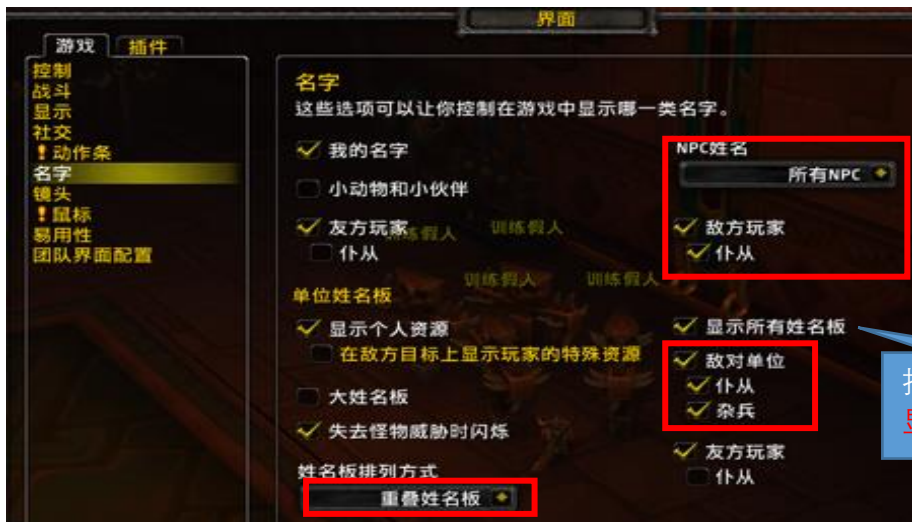 界面
游戏 插件
控制
战斗
显示
社交
!动作条
名字
镜头
!鼠标
易用性
团队界面配置
名字
这些选项可以让你控制在游戏中显示哪一类名字。
我的名字
NPC姓名
所有NPC
小动物和小伙伴
友方玩家
仆从
敌方玩家
仆从
训练假人
训练假人
训练假人
单位姓名板
显示个人资源
在敌方目标上显示玩家的特殊资源
显示所有姓名板
敌对单位
仆从
杂兵
大姓名板
失去怪物威胁时闪烁
友方玩家
仆从
姓名板排列方式
重叠姓名板